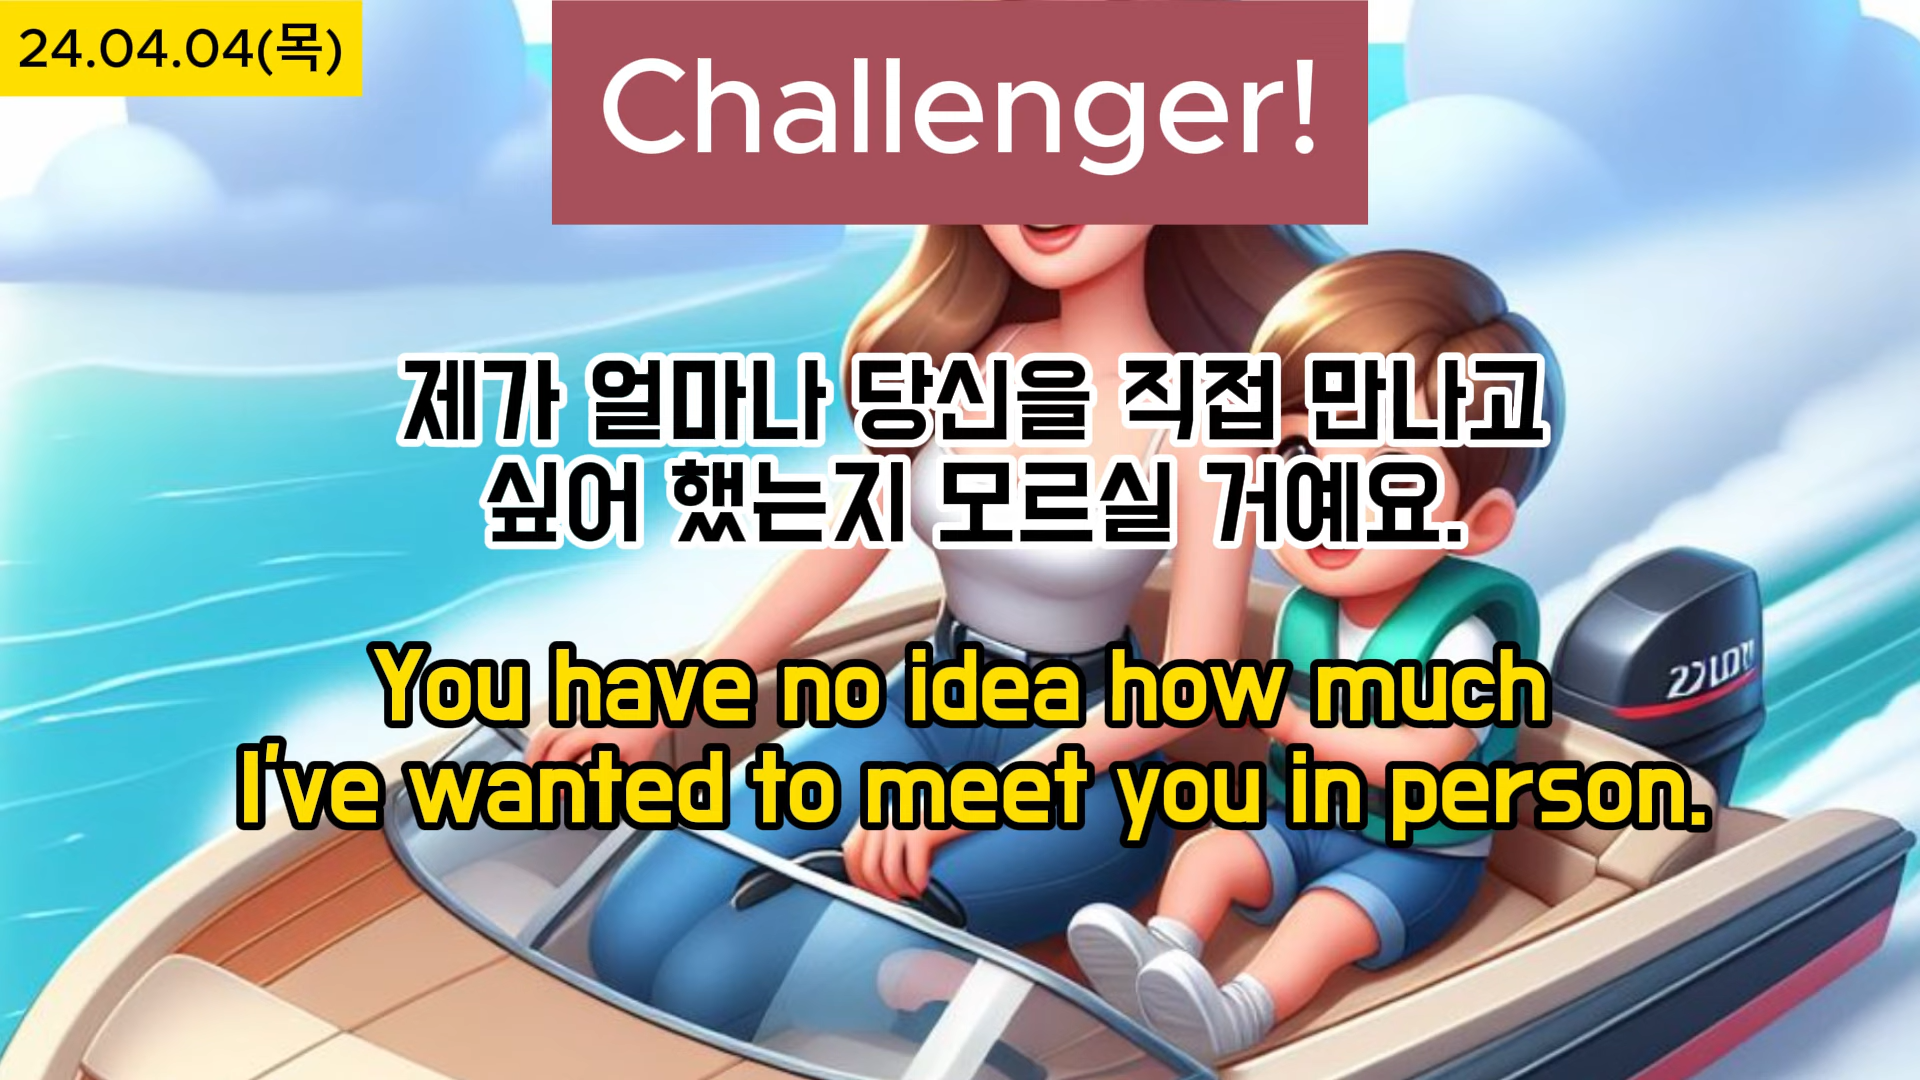 24.04.04(목)
Challenger!
제가 얼마나 당신을 직접 만나고
싶어 했는지 모르실 거예요.
You have no idea how much
I've wanted to meet you in person.